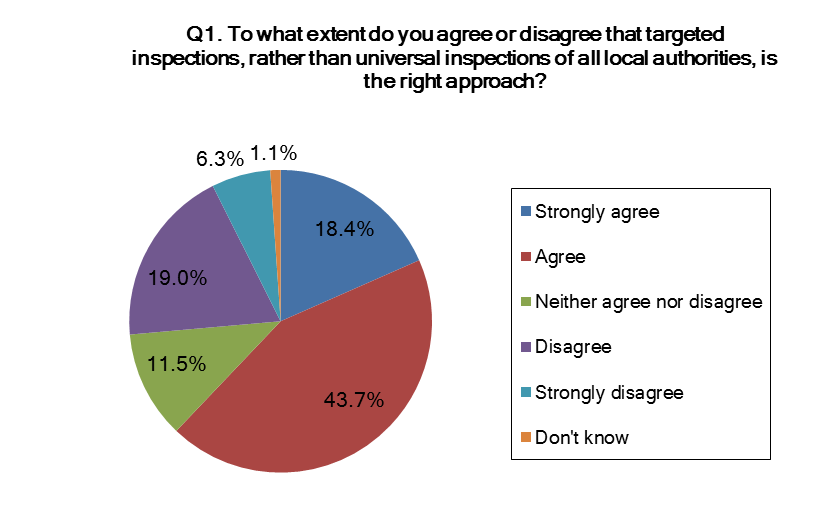 Q1. To what extent do you agree or disagree that targeted
inspections, rather than universal inspections of all local authorities, is
the right approach?
6.3% 1.1%
18.4%
19.0%
11.5%
43.7%
Strongly agree
Agree
Neither agree nor disagree
Disagree
Strongly disagree
Don't know